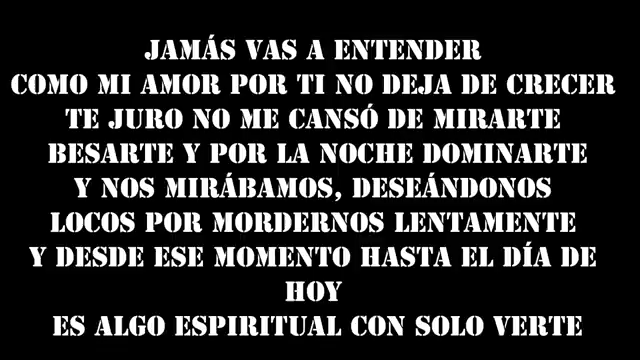 JAMÁS VAS A ENTENDER
COMO MI AMOR POR TI NO DEJA DE CRECER
TE JURO NO ME CANSÓ DE MIRARTE
BESARTE Y POR LA NOCHE DOMINARTE
Y NOS MIRÁBAMOS, DESEÁNDONOS
LOCOS POR MORDERNOS LENTAMENTE
Y DESDE ESE MOMENTO HASTA EL DÍA DE
HOY
ES ALGO ESPIRITUAL CON SOLO VERTE